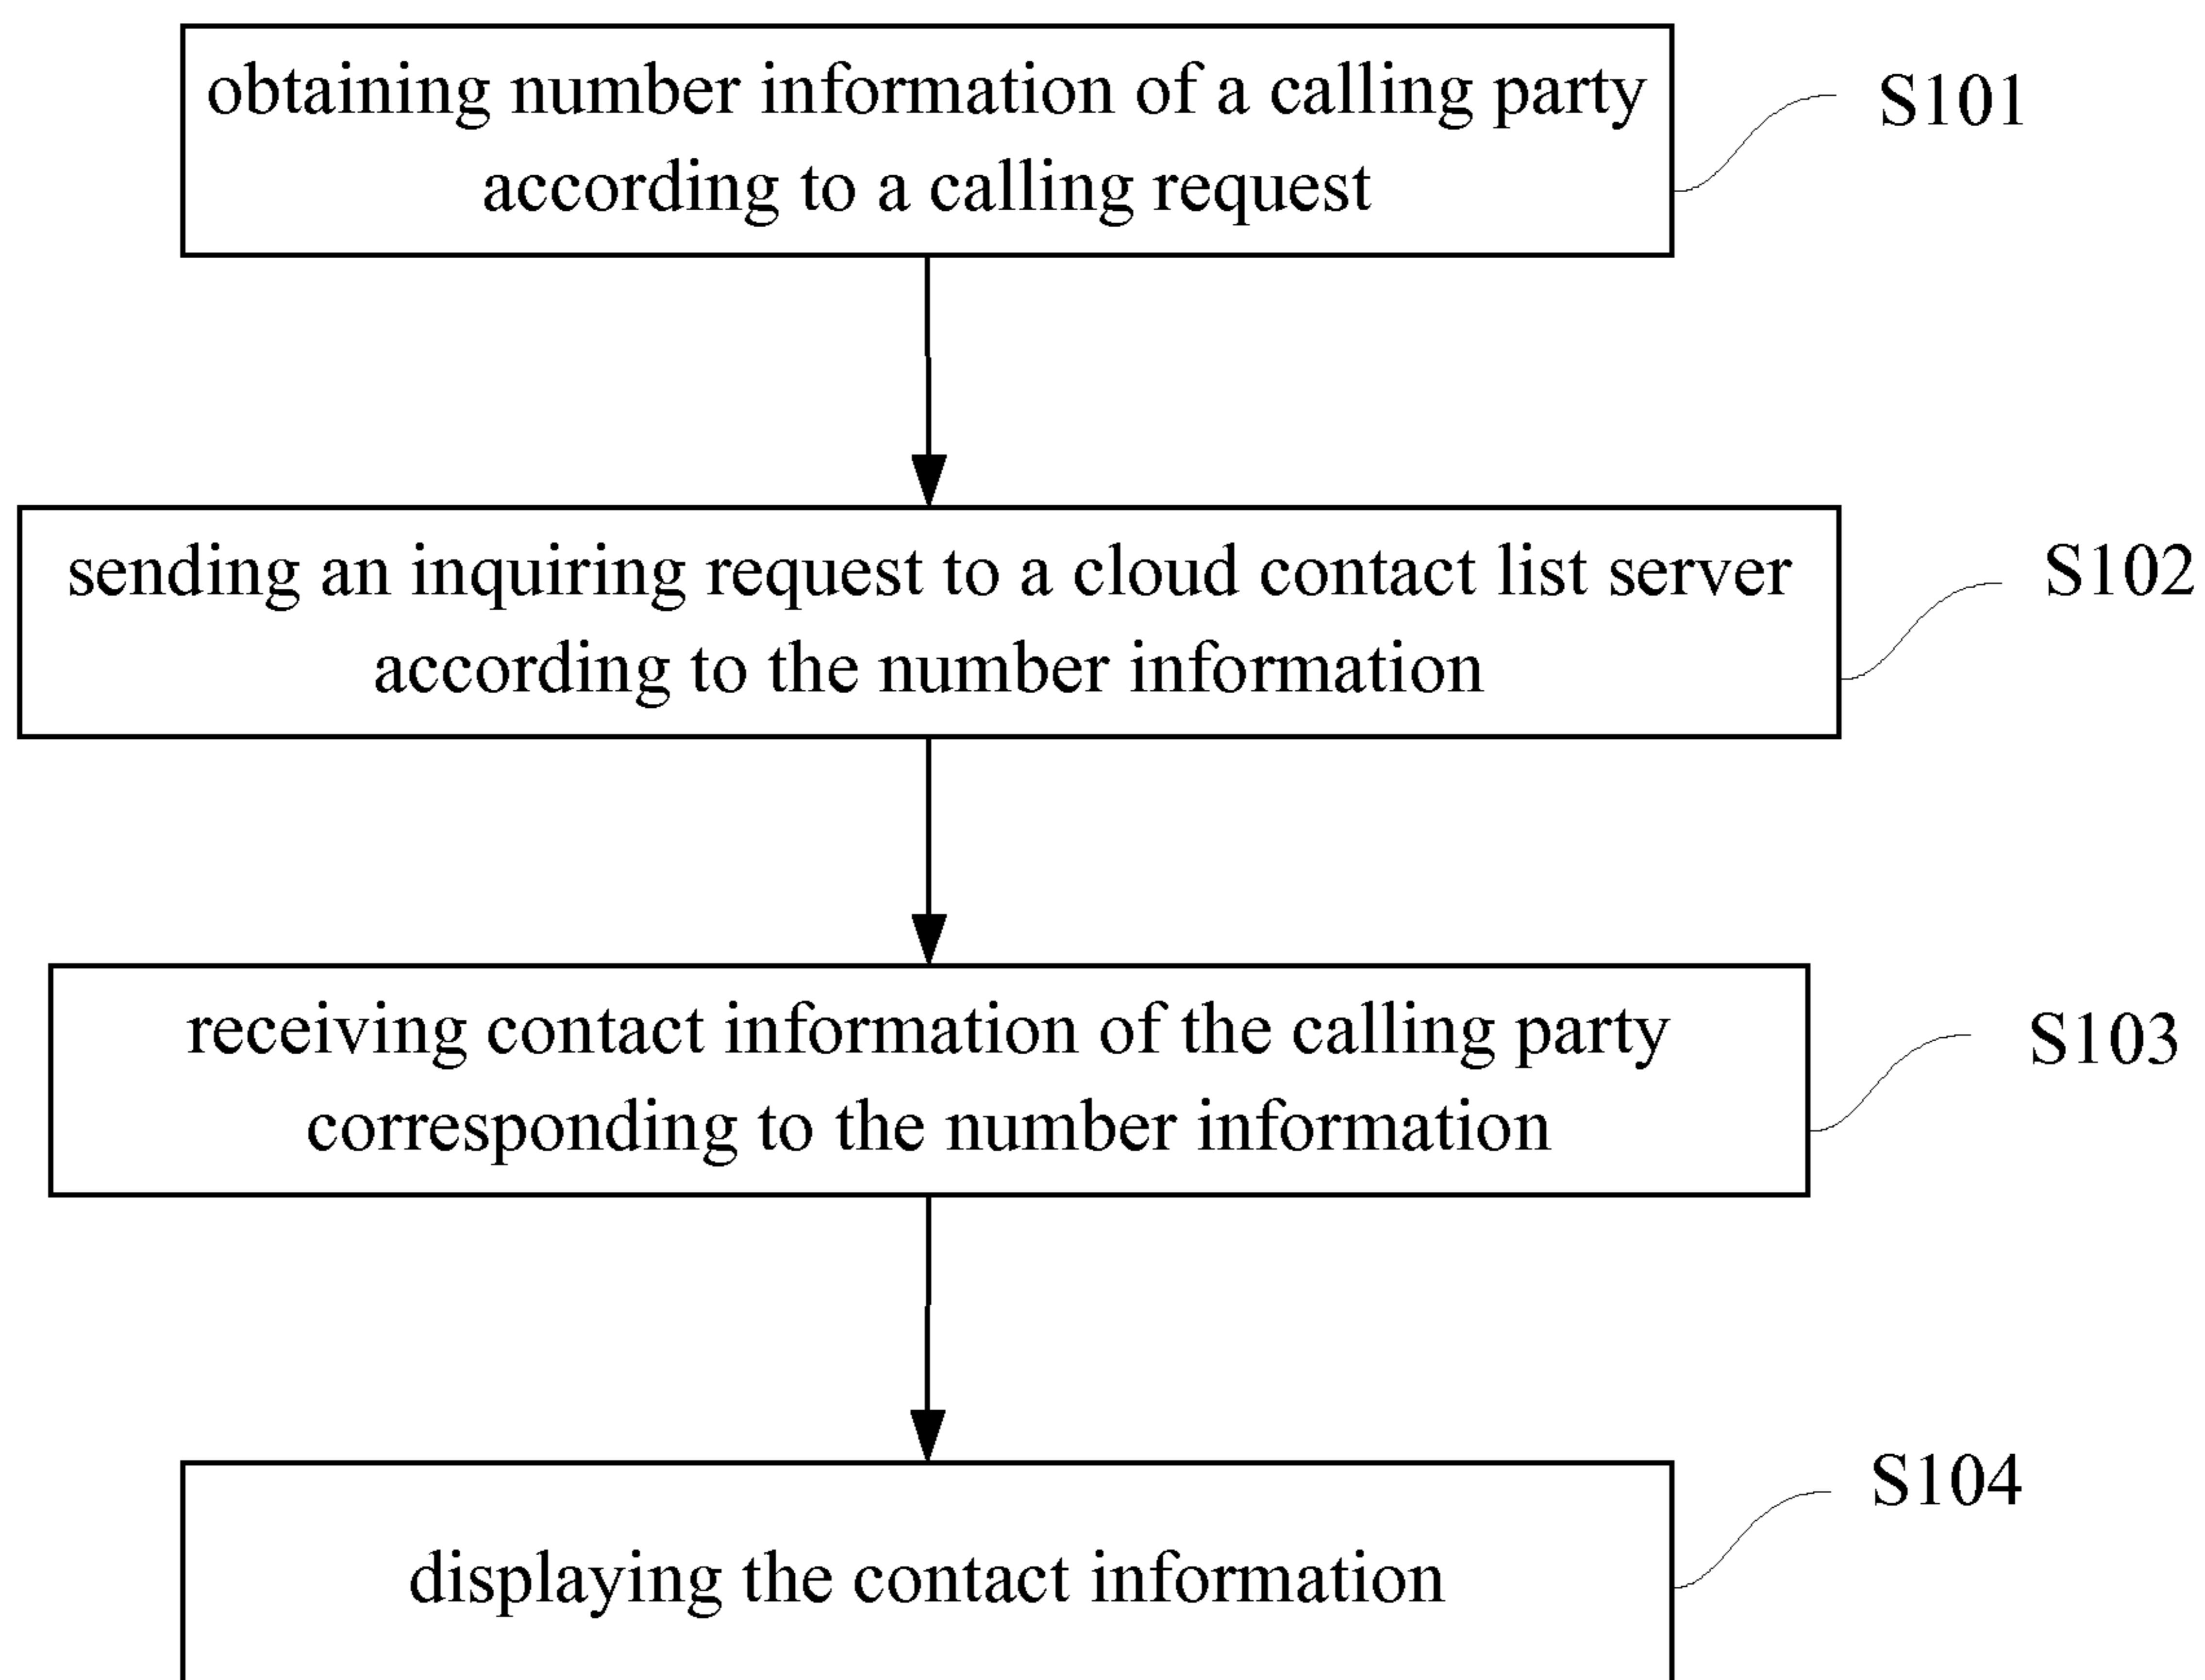 obtaining number information of a calling party
according to a calling request
S101
sending an inquiring request to a cloud contact list server
according to the number information
S102
receiving contact information of the calling party
corresponding to the number information
S103
displaying the contact information
S104